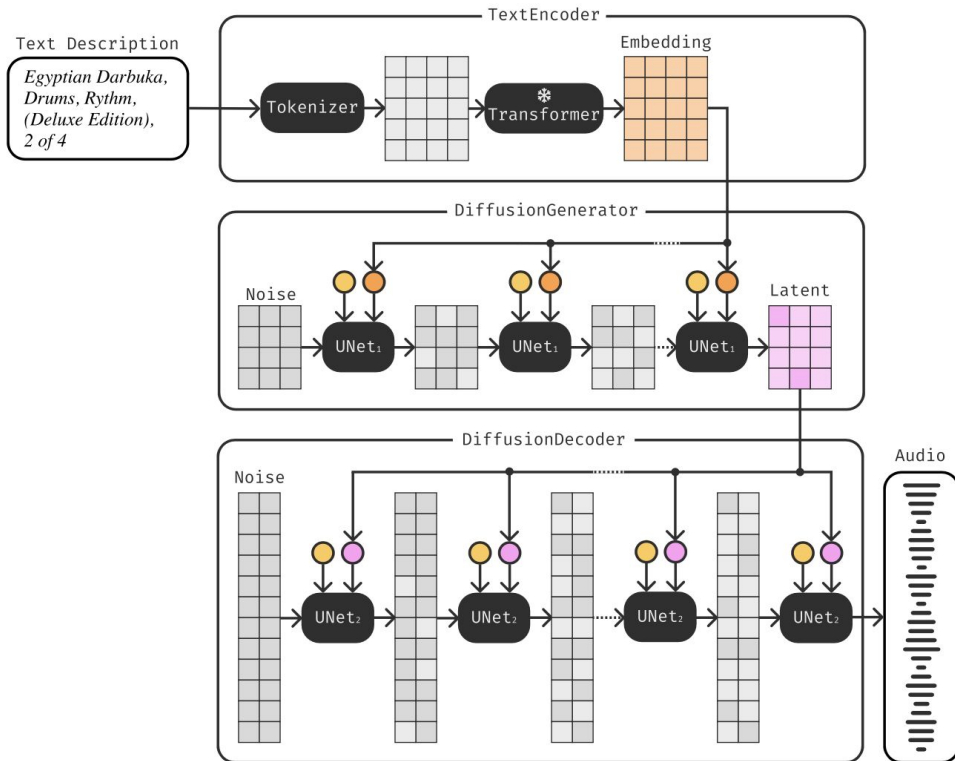 TextEncoder
Text Description
Embedding
Egyptian Darbuka,
Drums, Rythm,
(Deluxe Edition),
2 of 4
Tokenizer
Transformer
DiffusionGenerator
Noise
Latent
UNet₁
UNet₁
UNet₁
DiffusionDecoder
Audio
Noise
UNet₂
UNet₂
UNet₂
UNet₂